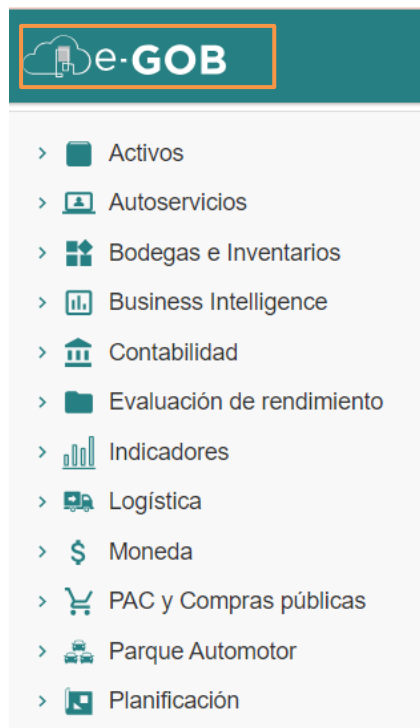 e-GOB
Activos
Autoservicios
Bodegas e Inventarios
Business Intelligence
Contabilidad
Evaluación de rendimiento
Indicadores
Logística
$ Moneda
PAC y Compras públicas
Parque Automotor
Planificación